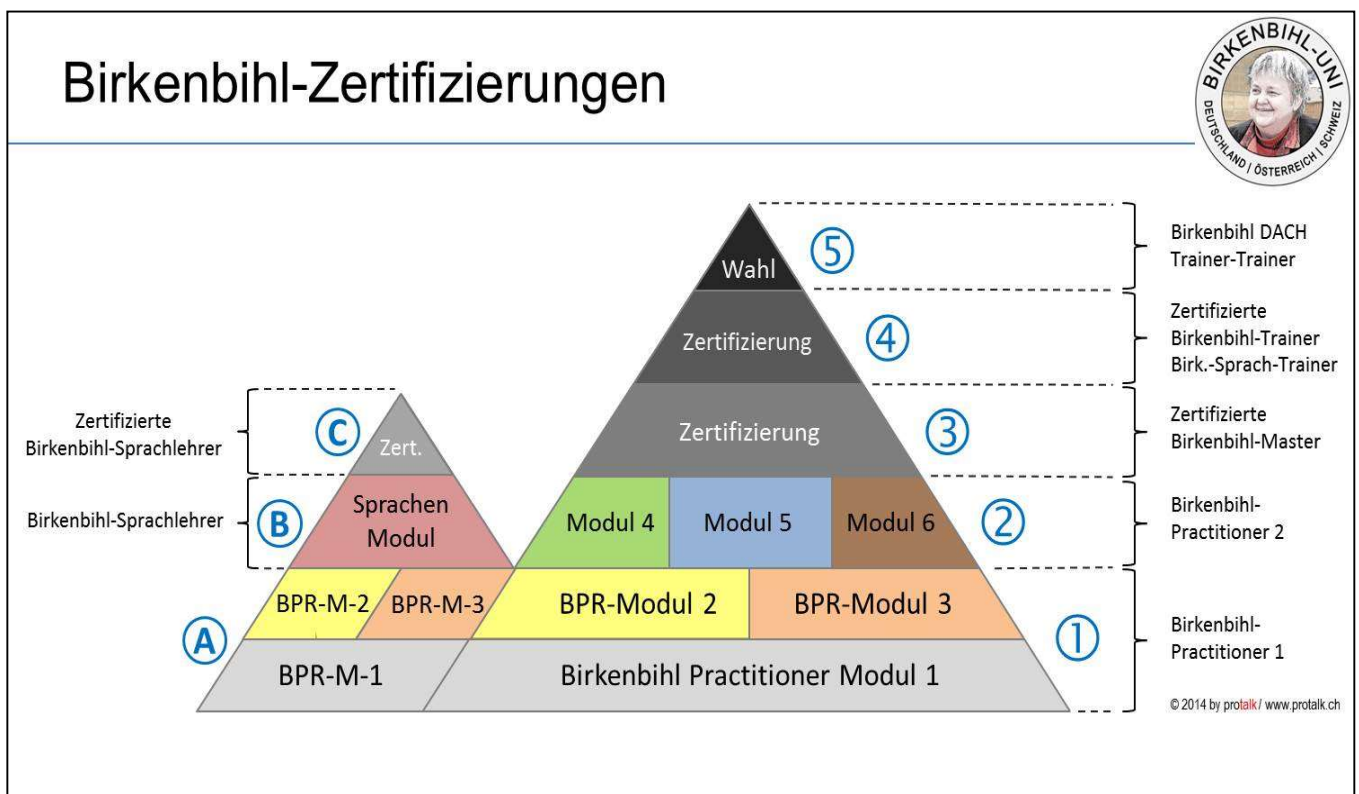 Birkenbihl-Zertifizierungen
BIRKENBIHL-UNI
DEUTSCHLAND | ÖSTERREICH | SCHWEIZ
Wahl
⑤
Birkenbihl DACH
Trainer-Trainer
Zertifizierung
④
Zertifizierte
Birkenbihl-Trainer
Birk.-Sprach-Trainer
Zertifizierte
Birkenbihl-Sprachlehrer
Ⓒ
Zert.
Zertifizierung
③
Zertifizierte
Birkenbihl-Master
Birkenbihl-Sprachlehrer
Ⓑ
Sprachen
Modul
Modul 4
Modul 5
Modul 6
②
Birkenbihl-
Practitioner 2
Ⓐ
BPR-M-2
BPR-M-3
BPR-Modul 2
BPR-Modul 3
①
Birkenbihl-
Practitioner 1
BPR-M-1
Birkenbihl Practitioner Modul 1
© 2014 by protalk / www.protalk.ch